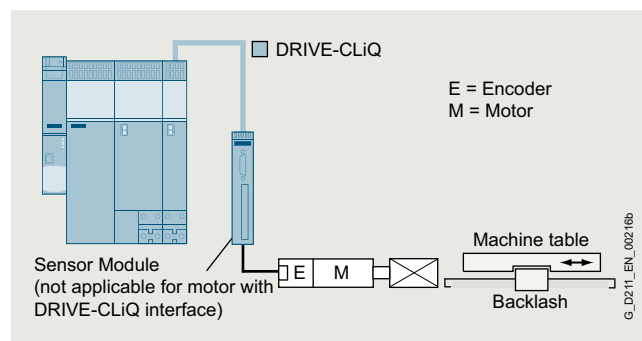 DRIVE-CLiQ
E = Encoder
M = Motor
Sensor Module
(not applicable for motor with
DRIVE-CLiQ interface)
E
M
Machine table
Backlash
G_D211_EN_00216b